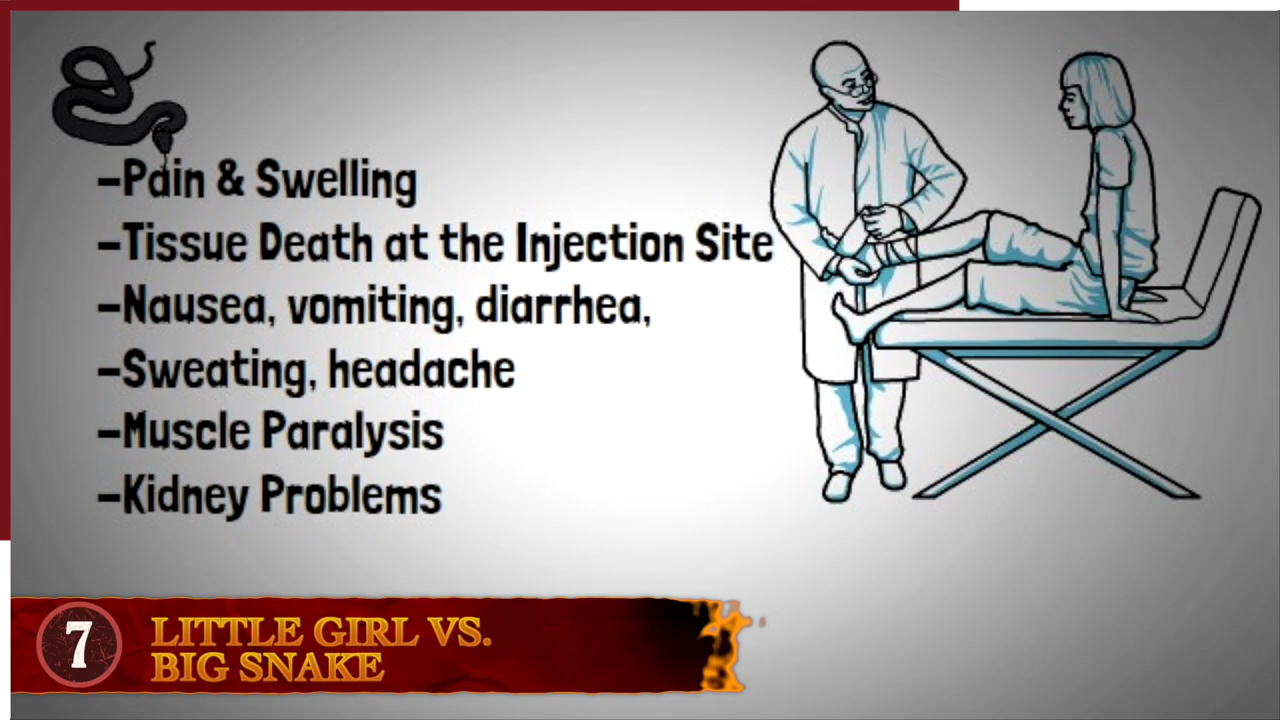 –Pain & Swelling
–Tissue Death at the Injection Site
–Nausea, vomiting, diarrhea,
–Sweating, headache
–Muscle Paralysis
–Kidney Problems
7
LITTLE GIRL VS.
BIG SNAKE